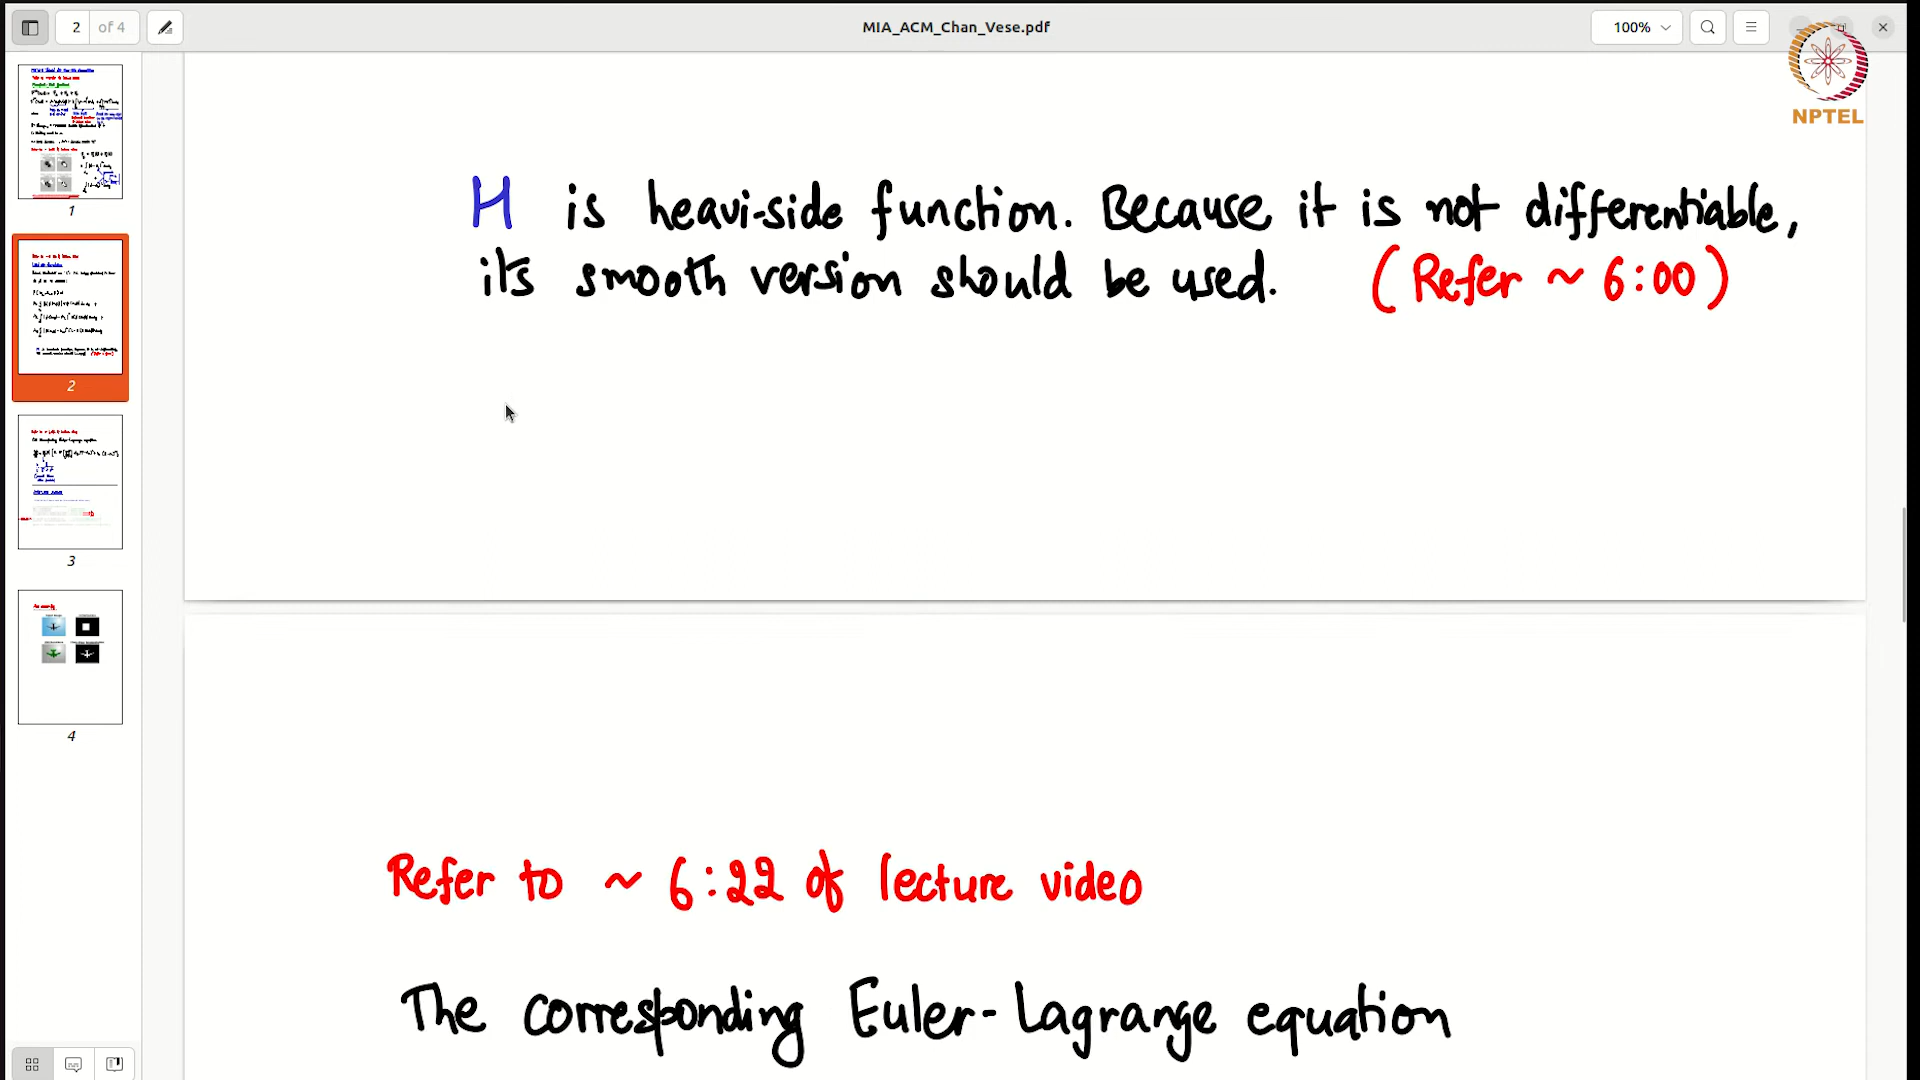 2 of 4
MIA_ACM_Chan_Vese.pdf
100%
NPTEL
H is heavi-side function. Because it is not differentiable,
its smooth version should be used. (Refer ~ 6:00)
Refer to ~ 6:22 of lecture video
The corresponding Euler-Lagrange equation
1
2
3
4